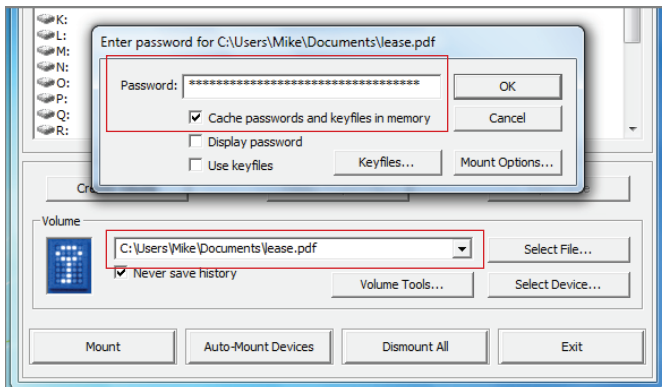 K:
L:
M:
N:
O:
P:
Q:
R:
Enter password for C:\Users\Mike\Documents\lease.pdf
Password: **********************************
OK
Cache passwords and keyfiles in memory
Cancel
Display password
Use keyfiles
Keyfiles...
Mount Options...
Volume
C:\Users\Mike\Documents\lease.pdf
Select File...
Never save history
Volume Tools...
Select Device...
Mount
Auto-Mount Devices
Dismount All
Exit